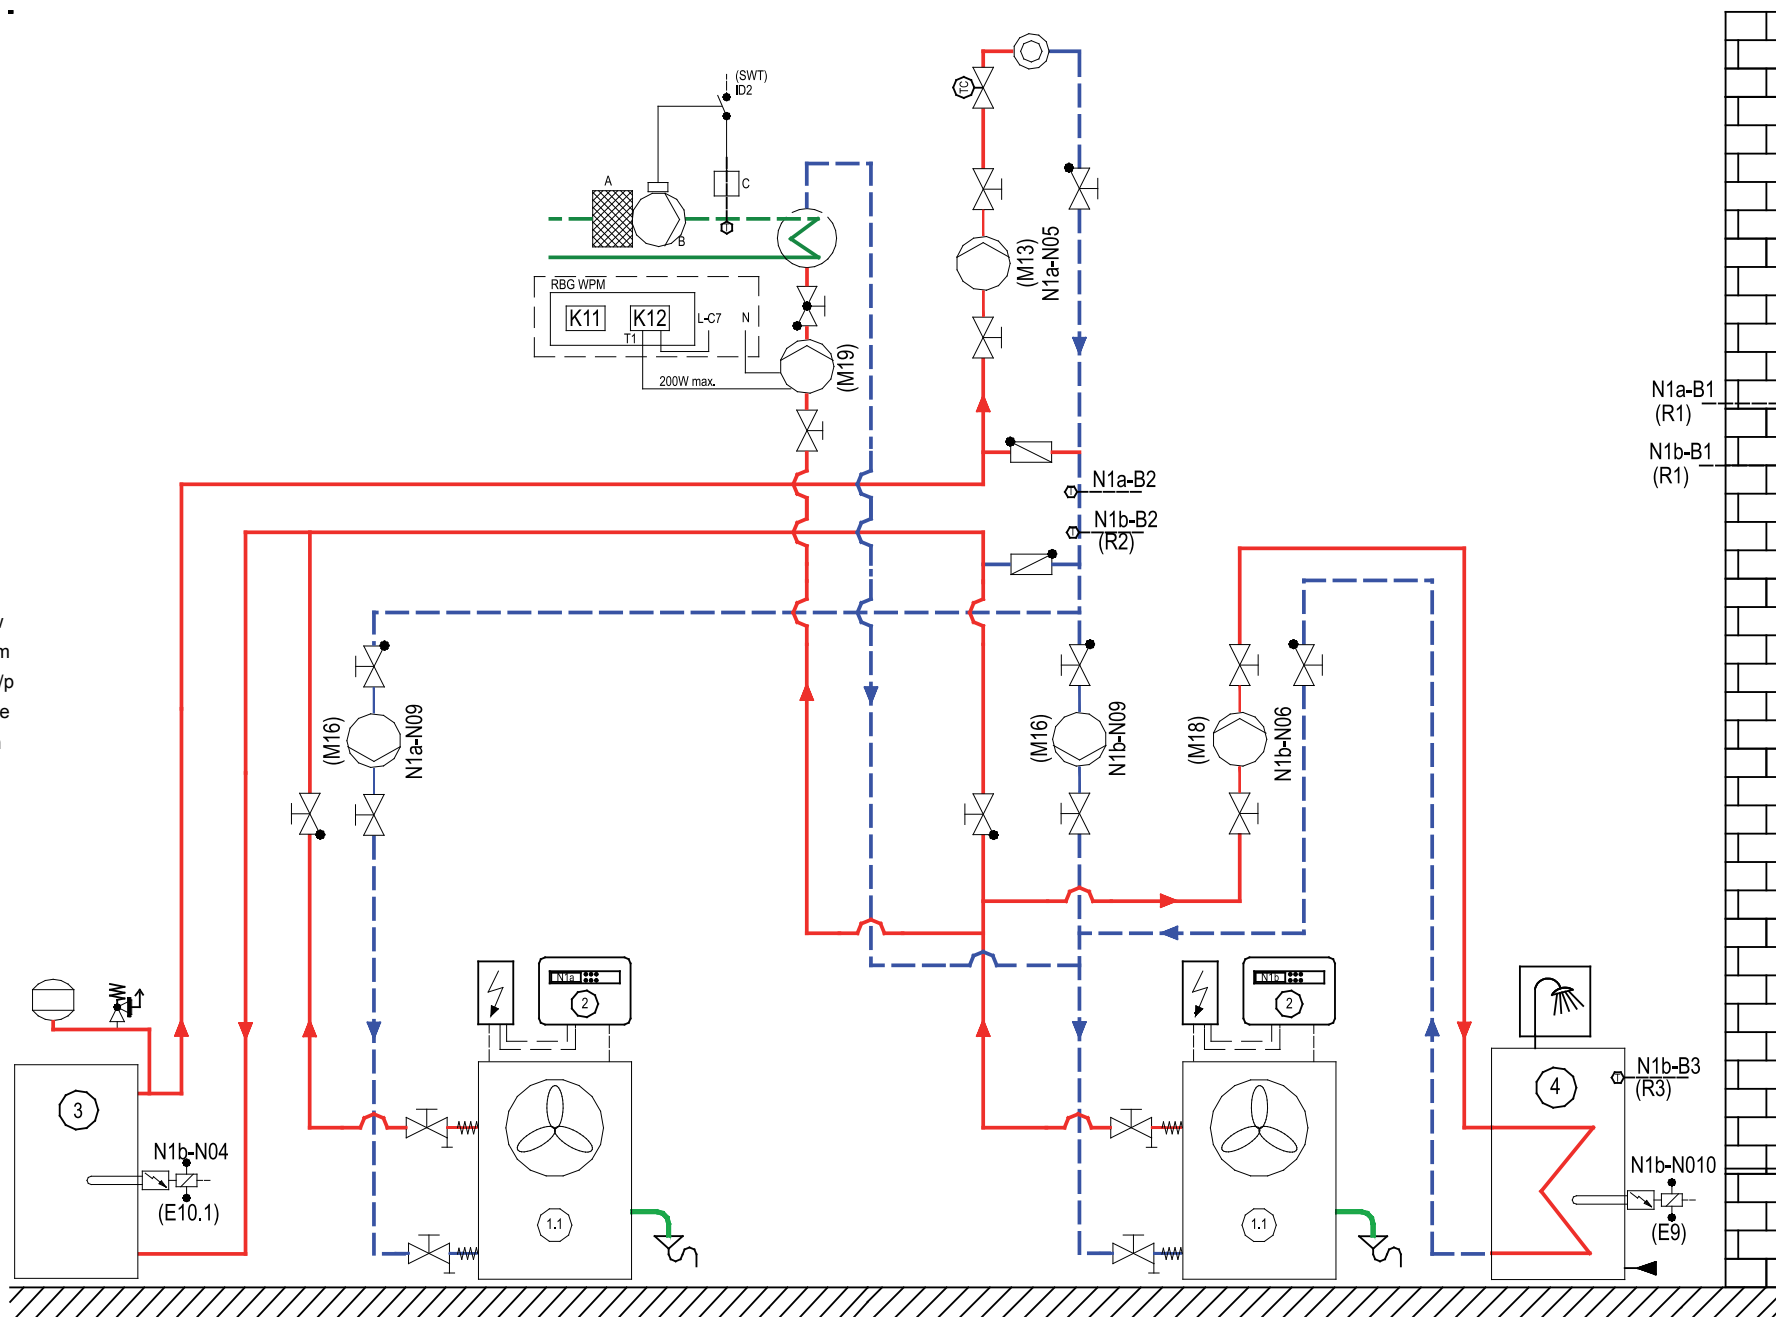 (SWT)
ID2
TC
A
C
B
RBG WPM
K11
K12
L-C7
N
T1
200W max.
(M19)
(M13)
N1a-N05
N1a-B1
(R1)
N1b-B1
(R1)
N1a-B2
N1b-B2
(R2)
m
/p
e
(M16)
N1a-N09
(M16)
N1b-N09
(M18)
N1b-N06
N1a
2
N1b
2
3
4
N1b-B3
(R3)
N1b-N04
(E10.1)
1.1
1.1
N1b-N010
(E9)